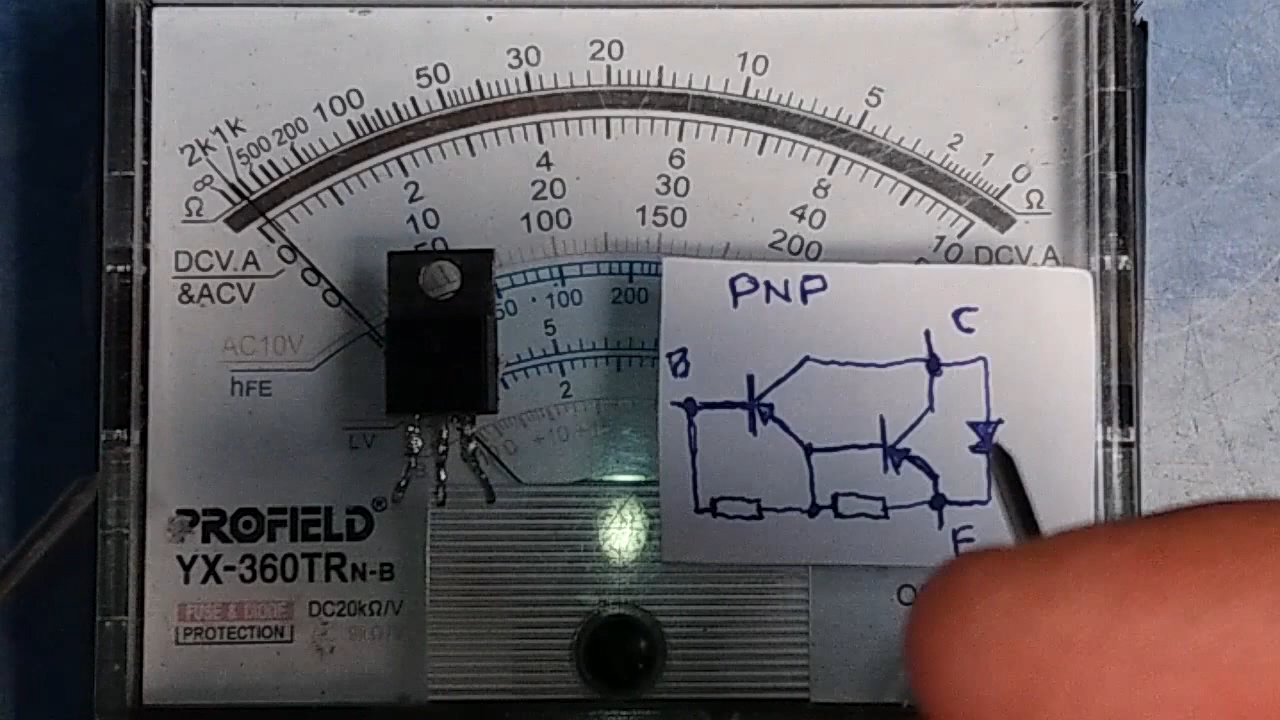 50 30 20 10 5 2 1 0 Ω
2k 1k 500 200 100
∞
Ω
2 4 6 8 10
10 20 30 40
50 100 150 200
DCV.A
&ACV
DCV.A
50 100 200
AC10V
hFE
5
2
LV
+10
PNP
C
B
E
PROFIELD®
YX-360TRN-B
FUSE & DIODE
PROTECTION
DC20kΩ/V